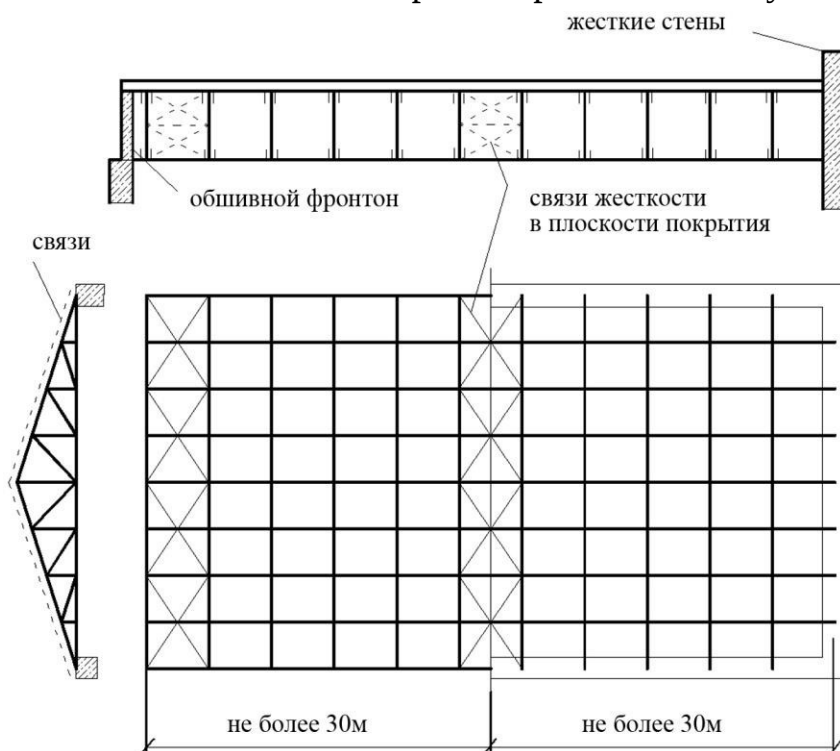 жесткие стены
обшивной фронтон
связи жесткости
в плоскости покрытия
связи
не более 30м
не более 30м